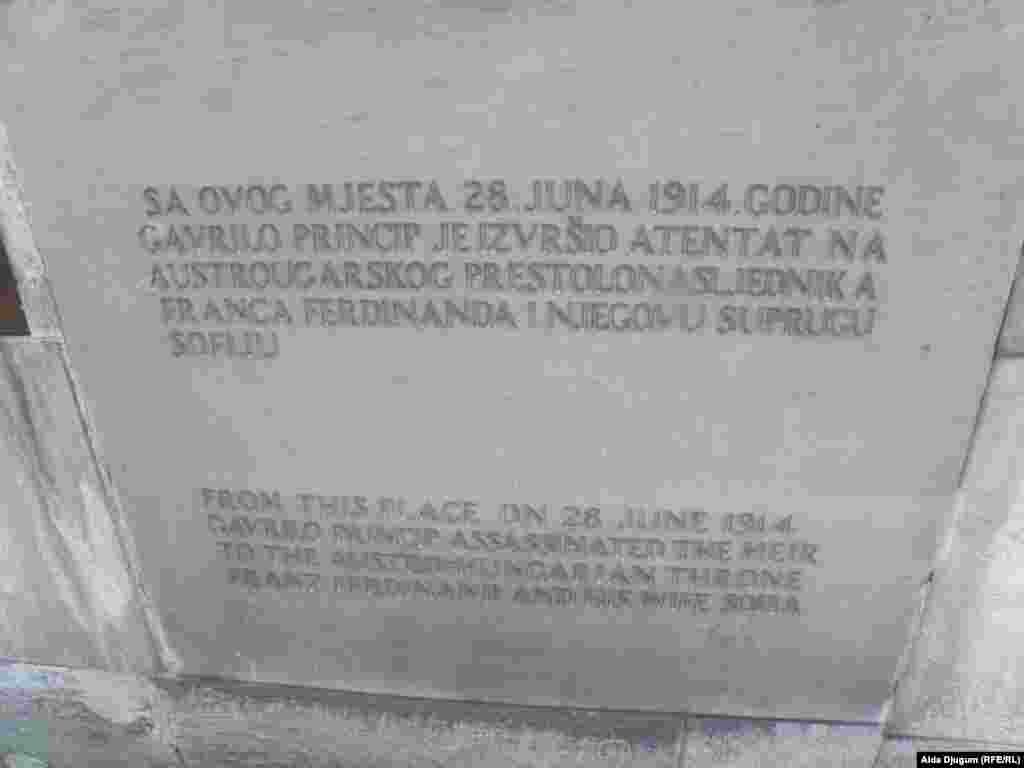 SA OVOG MJESTA 28. JUNA 1914. GODINE
GAVRILO PRINCIP JE IZVRŠIO ATENTAT NA
AUSTROUGARSKOG PRESTOLONASLJEDNIKA
FRANCA FERDINANDA I NJEGOVU SUPRUGU
SOFIJU
FROM THIS PLACE ON 28 JUNE 1914
GAVRILO PRINCIP ASSASSINATED THE HEIR
TO THE AUSTRO-HUNGARIAN THRONE
FRANZ FERDINAND AND HIS WIFE SOFIA
Alda Djugum (RFE/RL)